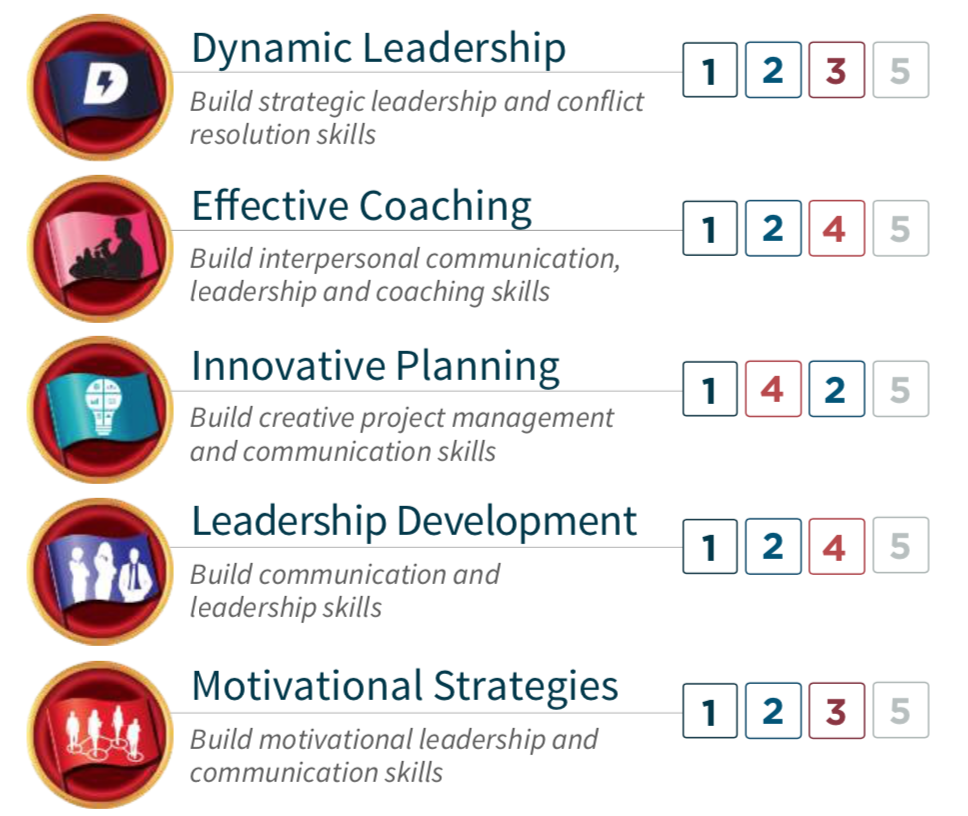 D
Dynamic Leadership
1 2 3 5
Build strategic leadership and conflict
resolution skills
Effective Coaching
1 2 4 5
Build interpersonal communication,
leadership and coaching skills
Innovative Planning
1 4 2 5
Build creative project management
and communication skills
Leadership Development
1 2 4 5
Build communication and
leadership skills
Motivational Strategies
1 2 3 5
Build motivational leadership and
communication skills